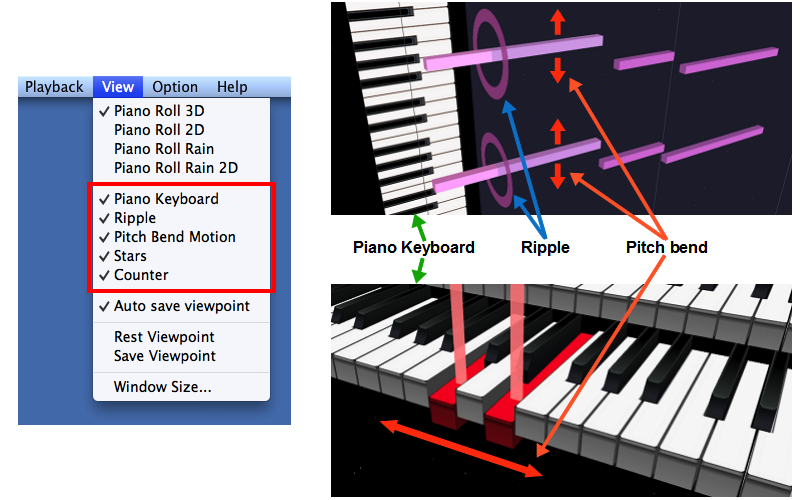 Playback View Option Help
✓ Piano Roll 3D
Piano Roll 2D
Piano Roll Rain
Piano Roll Rain 2D
✓ Piano Keyboard
✓ Ripple
✓ Pitch Bend Motion
✓ Stars
✓ Counter
✓ Auto save viewpoint
Rest Viewpoint
Save Viewpoint
Window Size...
Piano Keyboard Ripple Pitch bend